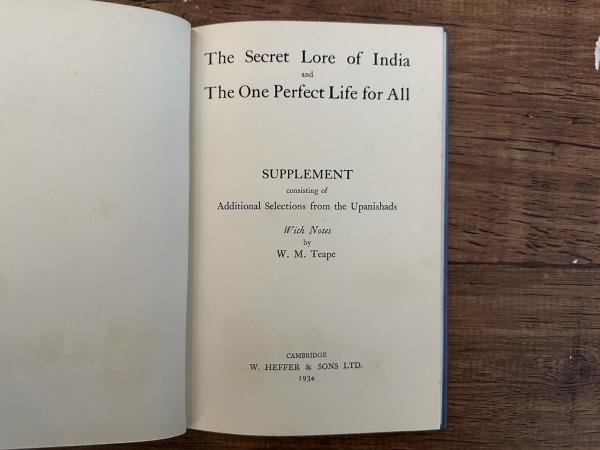 The Secret Lore of India
and
The One Perfect Life for All
SUPPLEMENT
consisting of
Additional Selections from the Upanishads
With Notes
by
W. M. Teape
CAMBRIDGE
W. HEFFER & SONS LTD.
1934